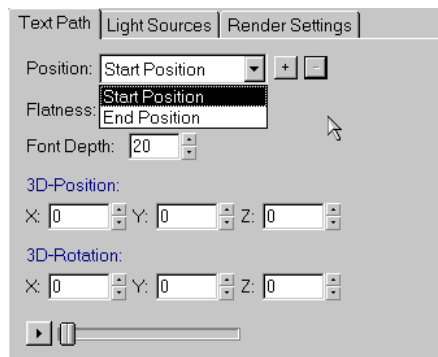 Text Path Light Sources Render Settings
Position: Start Position + -
Start Position
Flatness: End Position
Font Depth: 20
3D-Position:
X: 0 Y: 0 Z: 0
3D-Rotation:
X: 0 Y: 0 Z: 0